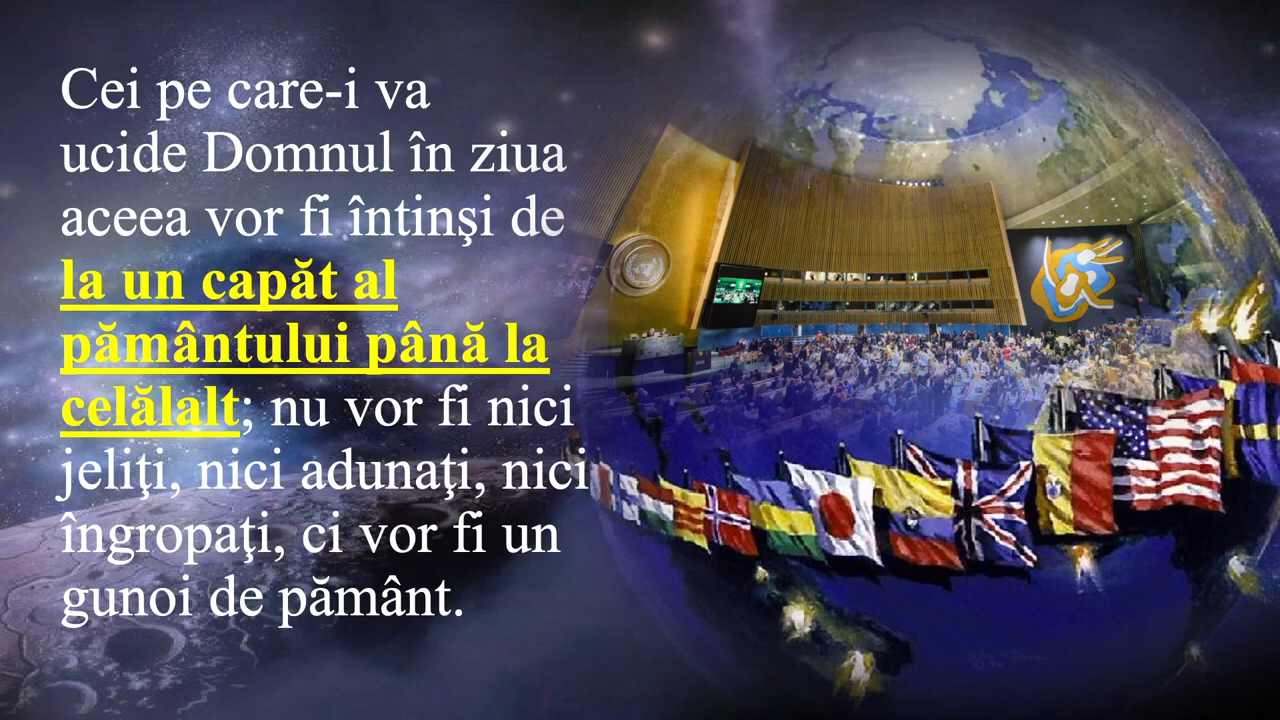 Cei pe care-i va
ucide Domnul în ziua
aceea vor fi întinşi de
la un capăt al
pământului până la
celălalt; nu vor fi nici
jeliţi, nici adunaţi, nici
îngropaţi, ci vor fi un
gunoi de pământ.